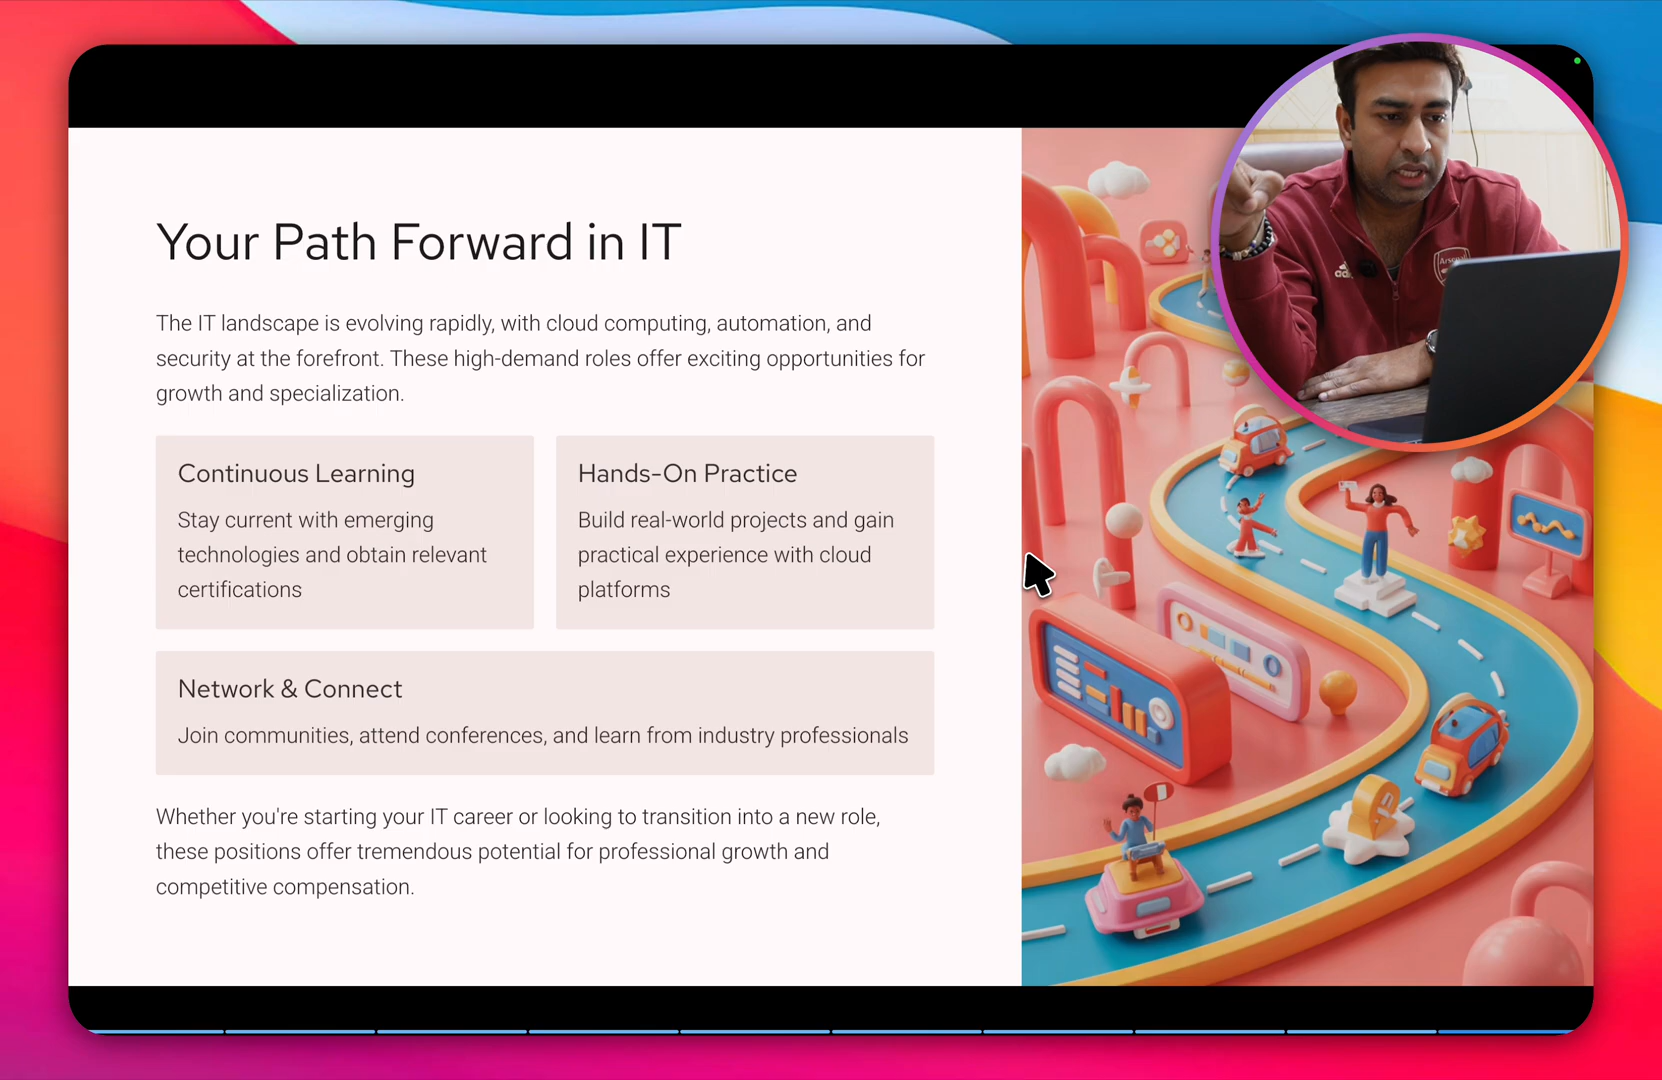 Your Path Forward in IT
The IT landscape is evolving rapidly, with cloud computing, automation, and
security at the forefront. These high-demand roles offer exciting opportunities for
growth and specialization.
Continuous Learning
Stay current with emerging
technologies and obtain relevant
certifications
Hands-On Practice
Build real-world projects and gain
practical experience with cloud
platforms
Network & Connect
Join communities, attend conferences, and learn from industry professionals
Whether you're starting your IT career or looking to transition into a new role,
these positions offer tremendous potential for professional growth and
competitive compensation.
Arsenal